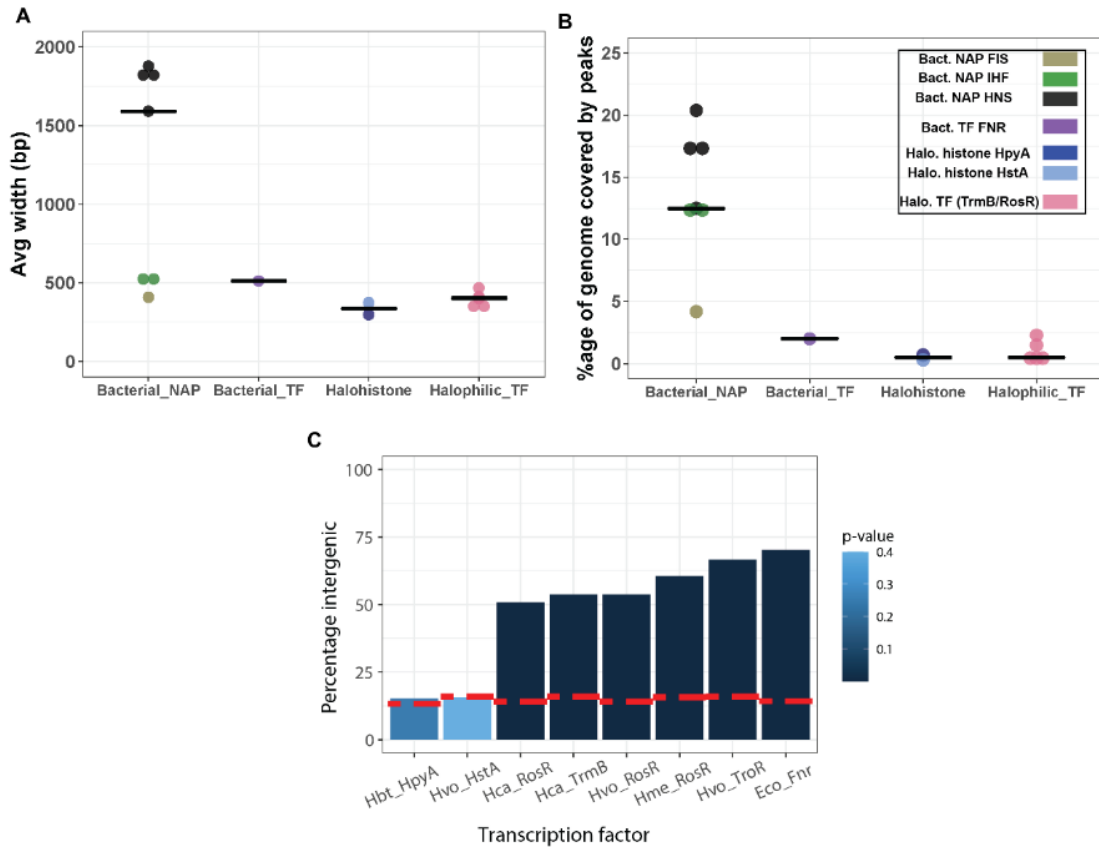 A
Avg width (bp)
2000
1500
1000
500
0
Bacterial_NAP Bacterial_TF Halohistone Halophilic_TF
B
%age of genome covered by peaks
25
20
15
10
5
0
Bact. NAP FIS
Bact. NAP IHF
Bact. NAP HNS
Bact. TF FNR
Halo. histone HpyA
Halo. histone HstA
Halo. TF (TrmB/RosR)
Bacterial_NAP Bacterial_TF Halohistone Halophilic_TF
C
Percentage intergenic
100
75
50
25
0
Hbt_HpyA Hvo_HstA Hca_RosR Hca_TrmB Hvo_RosR Hme_RosR Hvo_TroR Eco_Fnr
Transcription factor
p-value
0.4
0.3
0.2
0.1